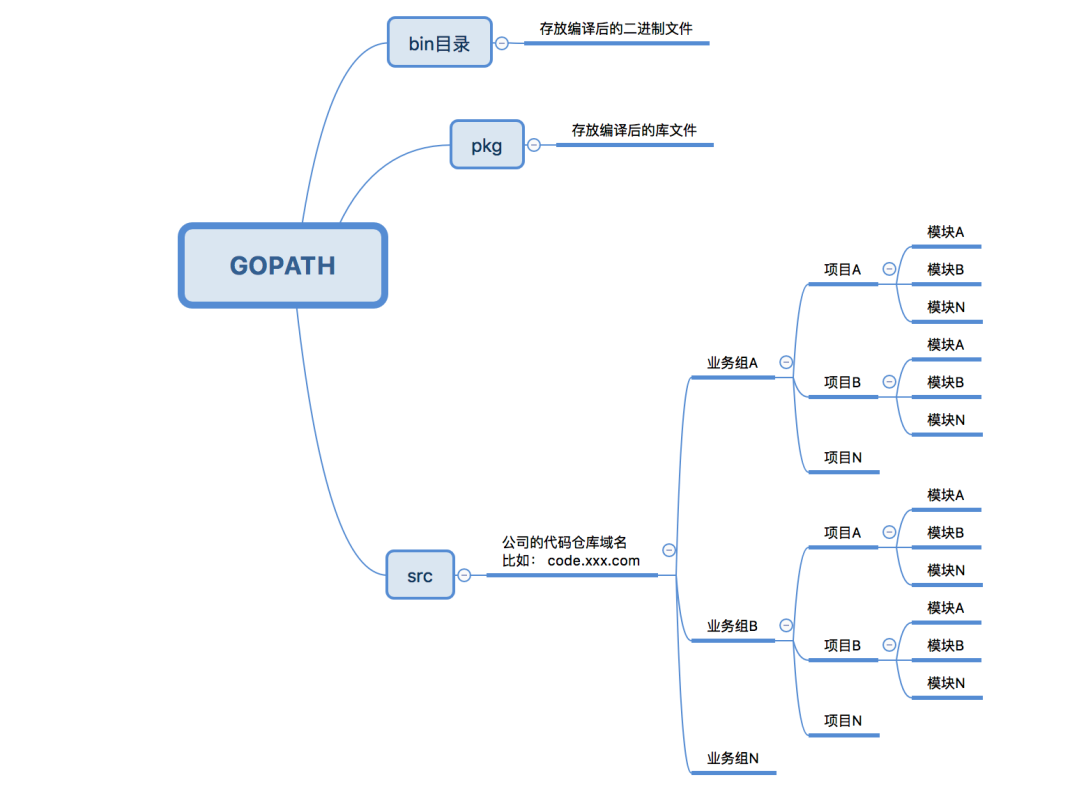 GOPATH
bin目录
存放编译后的二进制文件
pkg
存放编译后的库文件
src
公司的代码仓库域名
比如： code.xxx.com
业务组A
项目A
模块A
模块B
模块N
项目B
模块A
模块B
模块N
项目N
业务组B
项目A
模块A
模块B
模块N
项目B
模块A
模块B
模块N
项目N
业务组N